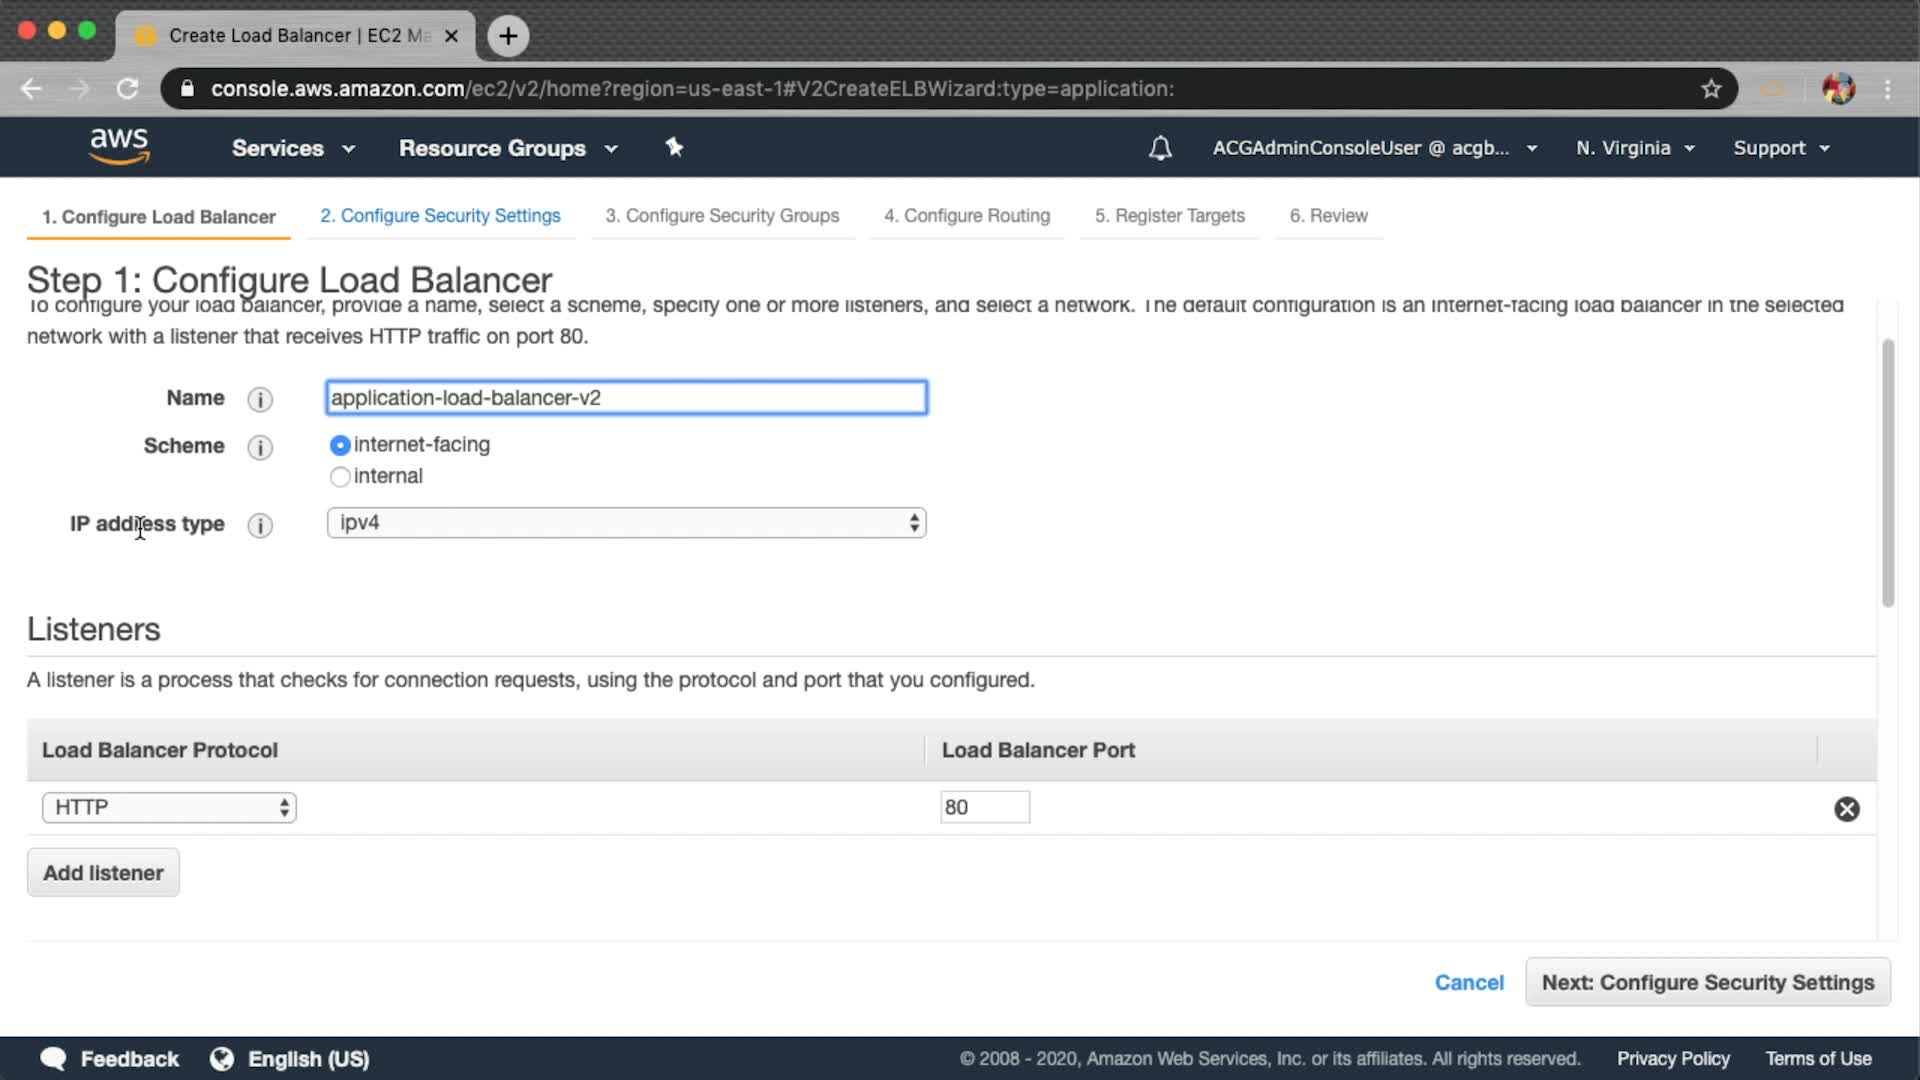 Create Load Balancer | EC2 Ma
console.aws.amazon.com/ec2/v2/home?region=us-east-1#V2CreateELBWizard:type=application:
aws Services Resource Groups ACGAdminConsoleUser @ acgb... N. Virginia Support
1. Configure Load Balancer 2. Configure Security Settings 3. Configure Security Groups 4. Configure Routing 5. Register Targets 6. Review
Step 1: Configure Load Balancer
To configure your load balancer, provide a name, select a scheme, specify one or more listeners, and select a network. The default configuration is an Internet-facing load balancer in the selected
network with a listener that receives HTTP traffic on port 80.
Name i application-load-balancer-v2
Scheme i internet-facing
internal
IP address type i ipv4
Listeners
A listener is a process that checks for connection requests, using the protocol and port that you configured.
Load Balancer Protocol Load Balancer Port
HTTP 80
Add listener
Cancel Next: Configure Security Settings
Feedback English (US) © 2008 - 2020, Amazon Web Services, Inc. or its affiliates. All rights reserved. Privacy Policy Terms of Use